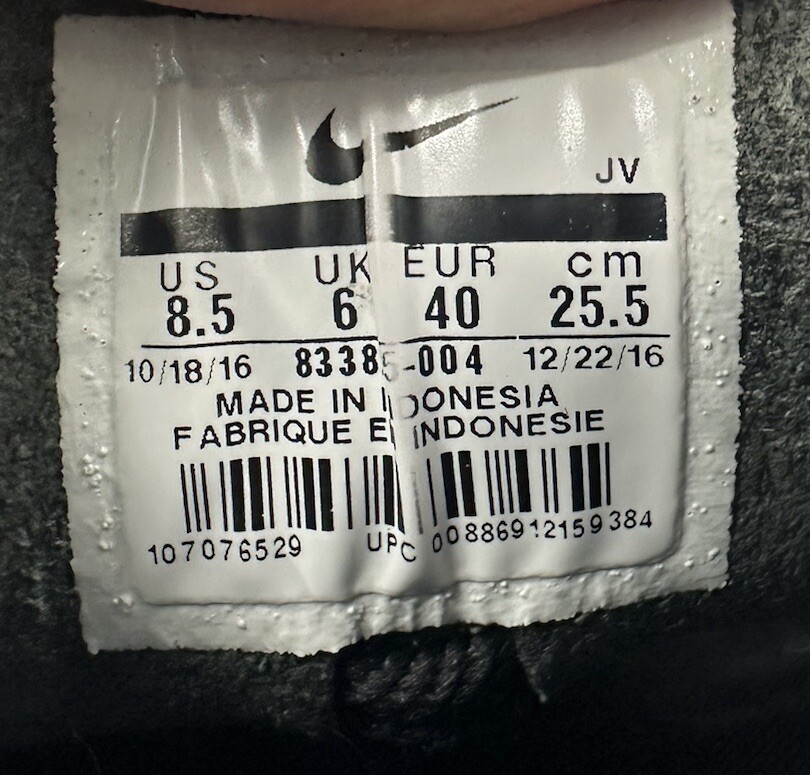 JV
US UK EUR cm
8.5 6 40 25.5
10/18/16 83385-004 12/22/16
MADE IN INDONESIA
FABRIQUE EN INDONESIE
107076529 UPC 00886912159384